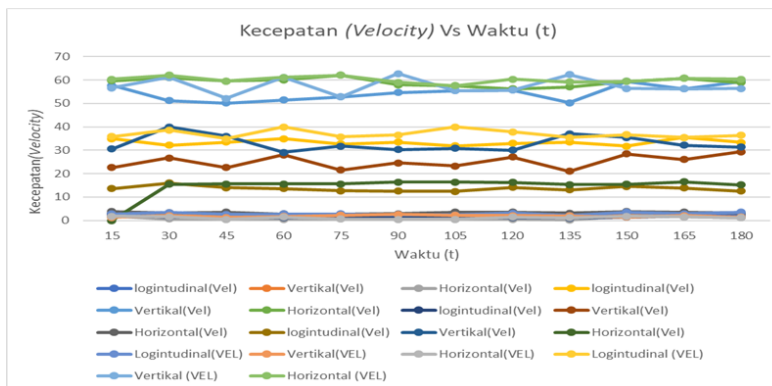 Kecepatan (Velocity) Vs Waktu (t)
70
60
50
40
30
20
10
0
Kecepatan(Velocity)
15 30 45 60 75 90 105 120 135 150 165 180
Waktu (t)
logintudinal(Vel) Vertikal(Vel) Horizontal(Vel) logintudinal(Vel)
Vertikal(Vel) Horizontal(Vel) logintudinal(Vel) Vertikal(Vel)
Horizontal(Vel) logintudinal(Vel) Vertikal(Vel) Horizontal(Vel)
Logintudinal(VEL) Vertikal(VEL) Horizontal(VEL) Logintudinal (VEL)
Vertikal (VEL) Horizontal (VEL)